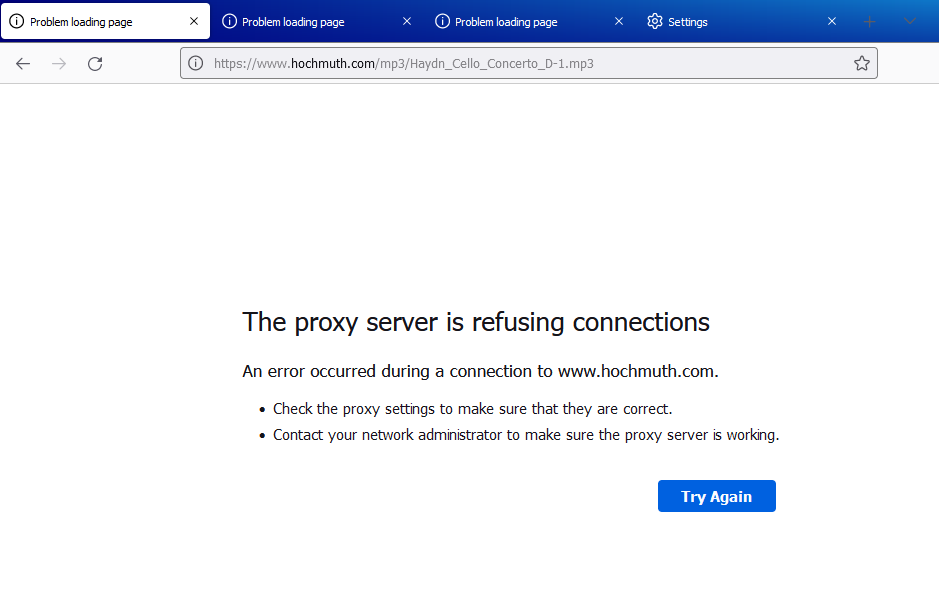 Problem loading page
Problem loading page
Problem loading page
Settings
https://www.hochmuth.com/mp3/Haydn_Cello_Concerto_D-1.mp3
The proxy server is refusing connections
An error occurred during a connection to www.hochmuth.com.
• Check the proxy settings to make sure that they are correct.
• Contact your network administrator to make sure the proxy server is working.
Try Again